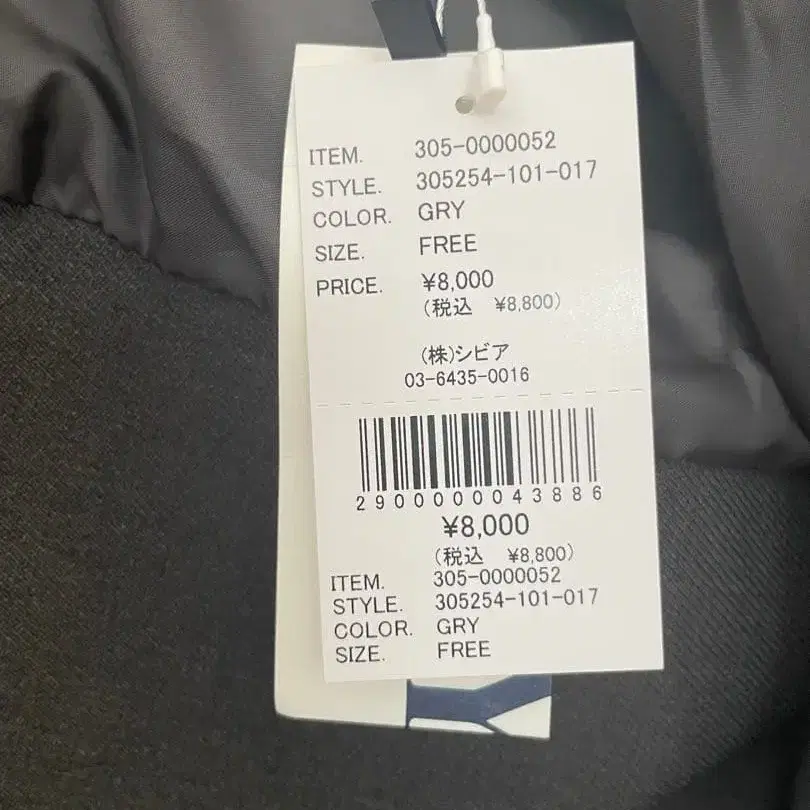 ITEM. 305-0000052
STYLE. 305254-101-017
COLOR. GRY
SIZE. FREE
PRICE. ¥8,000
(税込 ¥8,800)
(株)シビア
03-6435-0016
2900000043886
¥8,000
(税込 ¥8,800)
ITEM. 305-0000052
STYLE. 305254-101-017
COLOR. GRY
SIZE. FREE